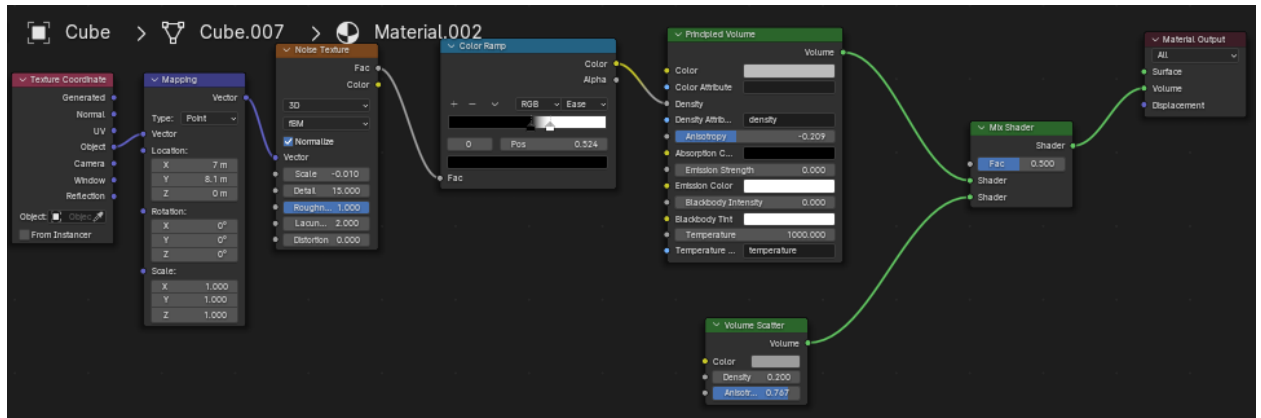 Cube > Cube.007 > Material.002
Texture Coordinate
Generated
Normal
UV
Object
Camera
Window
Reflection
Object: Objec
From Instancer
Mapping
Vector
Type: Point
Vector
Location:
X 7 m
Y 8.1 m
Z 0 m
Rotation:
X 0°
Y 0°
Z 0°
Scale:
X 1.000
Y 1.000
Z 1.000
Noise Texture
Fac
Color
3D
fBM
Normalize
Vector
Scale -0.010
Detail 15.000
Roughn... 1.000
Lacun... 2.000
Distortion 0.000
Color Ramp
Color
Alpha
+ − RGB Ease
0 Pos 0.524
Fac
Principled Volume
Volume
Color
Color Attribute
Density
Density Attrib... density
Anisotropy -0.209
Absorption C...
Emission Strength 0.000
Emission Color
Blackbody Intensity 0.000
Blackbody Tint
Temperature 1000.000
Temperature ... temperature
Volume Scatter
Volume
Color
Density 0.200
Anisotr... 0.767
Mix Shader
Shader
Fac 0.500
Shader
Shader
Material Output
All
Surface
Volume
Displacement